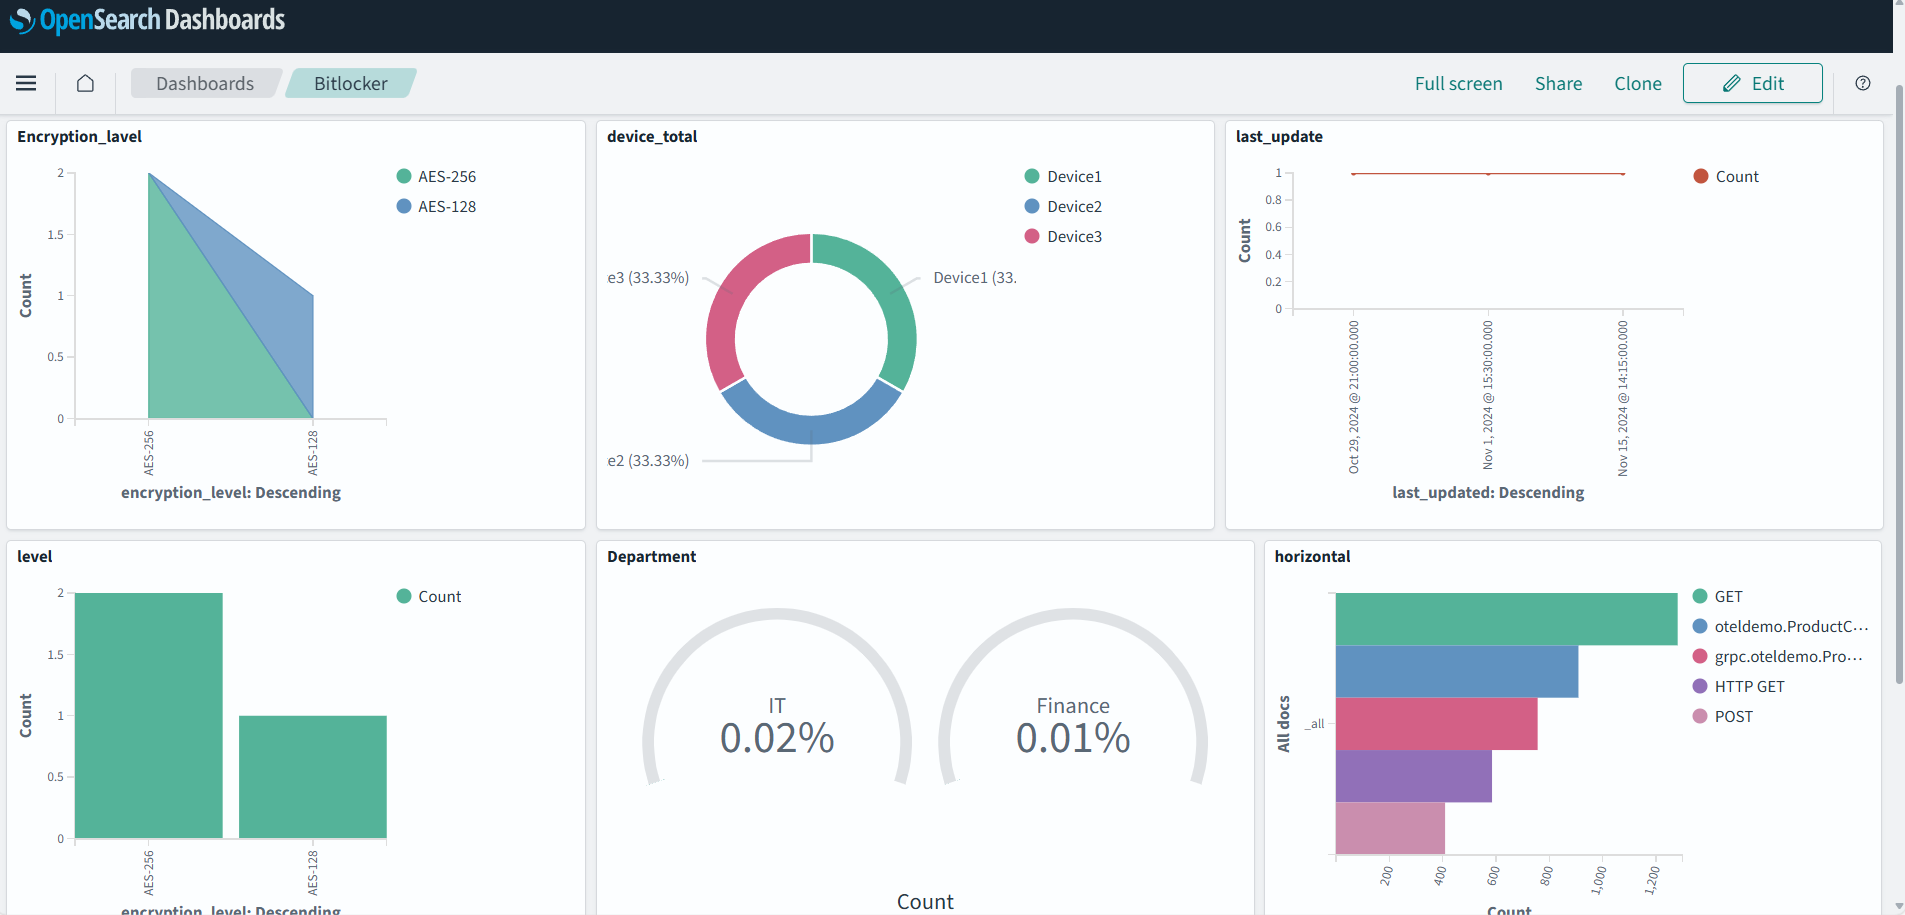 OpenSearch Dashboards
Dashboards
Bitlocker
Full screen
Share
Clone
Edit
Encryption_lavel
2
1.5
1
0.5
0
Count
AES-256
AES-128
encryption_level: Descending
AES-256
AES-128
device_total
e3 (33.33%)
Device1 (33.
e2 (33.33%)
Device1
Device2
Device3
last_update
1
0.8
0.6
0.4
0.2
0
Count
Oct 29, 2024 @ 21:00:00.000
Nov 1, 2024 @ 15:30:00.000
Nov 15, 2024 @ 14:15:00.000
last_updated: Descending
Count
level
2
1.5
1
0.5
0
Count
AES-256
AES-128
encryption_level: Descending
Count
Department
IT
0.02%
Finance
0.01%
Count
horizontal
All docs
_all
200
400
600
800
1,000
1,200
Count
GET
oteldemo.ProductC...
grpc.oteldemo.Pro...
HTTP GET
POST